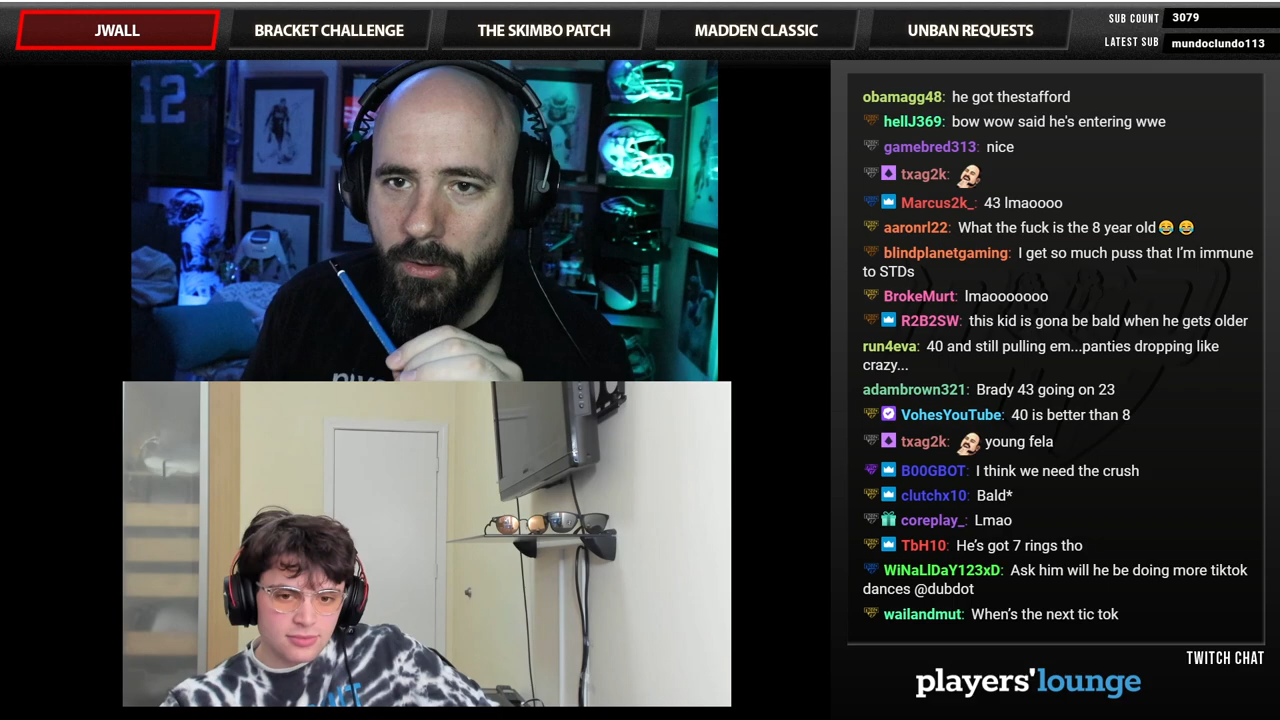 JWALL
BRACKET CHALLENGE
THE SKIMBO PATCH
MADDEN CLASSIC
UNBAN REQUESTS
SUB COUNT 3079
LATEST SUB mundoclundo113
12
obamagg48: he got thestafford
hellJ369: bow wow said he's entering wwe
gamebred313: nice
txag2k:
Marcus2k_: 43 lmaoooo
aaronrl22: What the fuck is the 8 year old😂 😂
blindplanetgaming: I get so much puss that I’m immune
to STDs
BrokeMurt: lmaooooooo
R2B2SW: this kid is gona be bald when he gets older
run4eva: 40 and still pulling em...panties dropping like
crazy...
adambrown321: Brady 43 going on 23
VohesYouTube: 40 is better than 8
txag2k: young fela
B00GBOT: I think we need the crush
clutchx10: Bald*
coreplay_: Lmao
TbH10: He’s got 7 rings tho
WiNaLlDaY123xD: Ask him will he be doing more tiktok
dances @dubdot
wailandmut: When’s the next tic tok
TWITCH CHAT
players'lounge